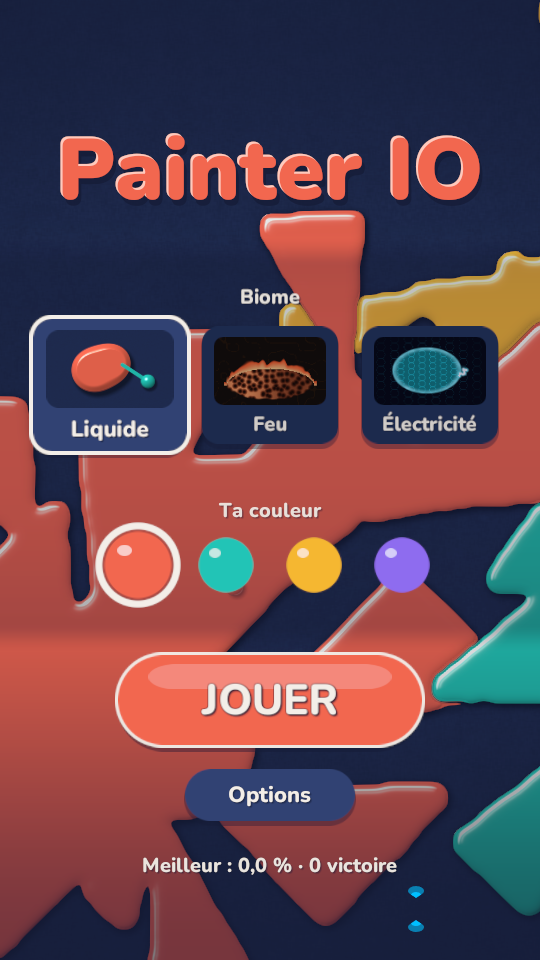 Painter IO
Biome
Liquide
Feu
Électricité
Ta couleur
JOUER
Options
Meilleur : 0,0 % · 0 victoire